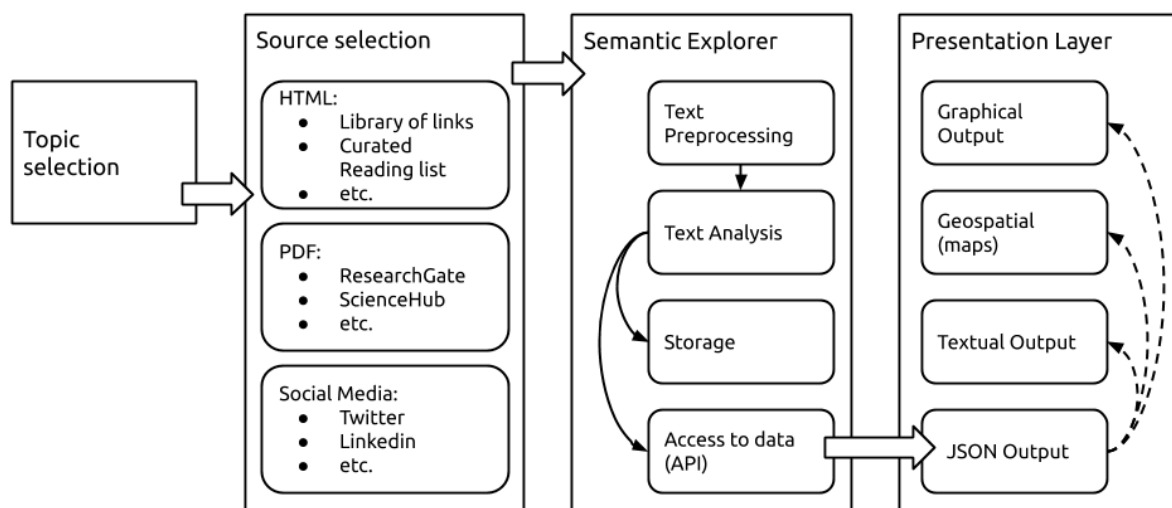 Topic
selection
Source selection
HTML:
● Library of links
● Curated
Reading list
● etc.
PDF:
● ResearchGate
● ScienceHub
● etc.
Social Media:
● Twitter
● Linkedin
● etc.
Semantic Explorer
Text
Preprocessing
Text Analysis
Storage
Access to data
(API)
Presentation Layer
Graphical
Output
Geospatial
(maps)
Textual Output
JSON Output